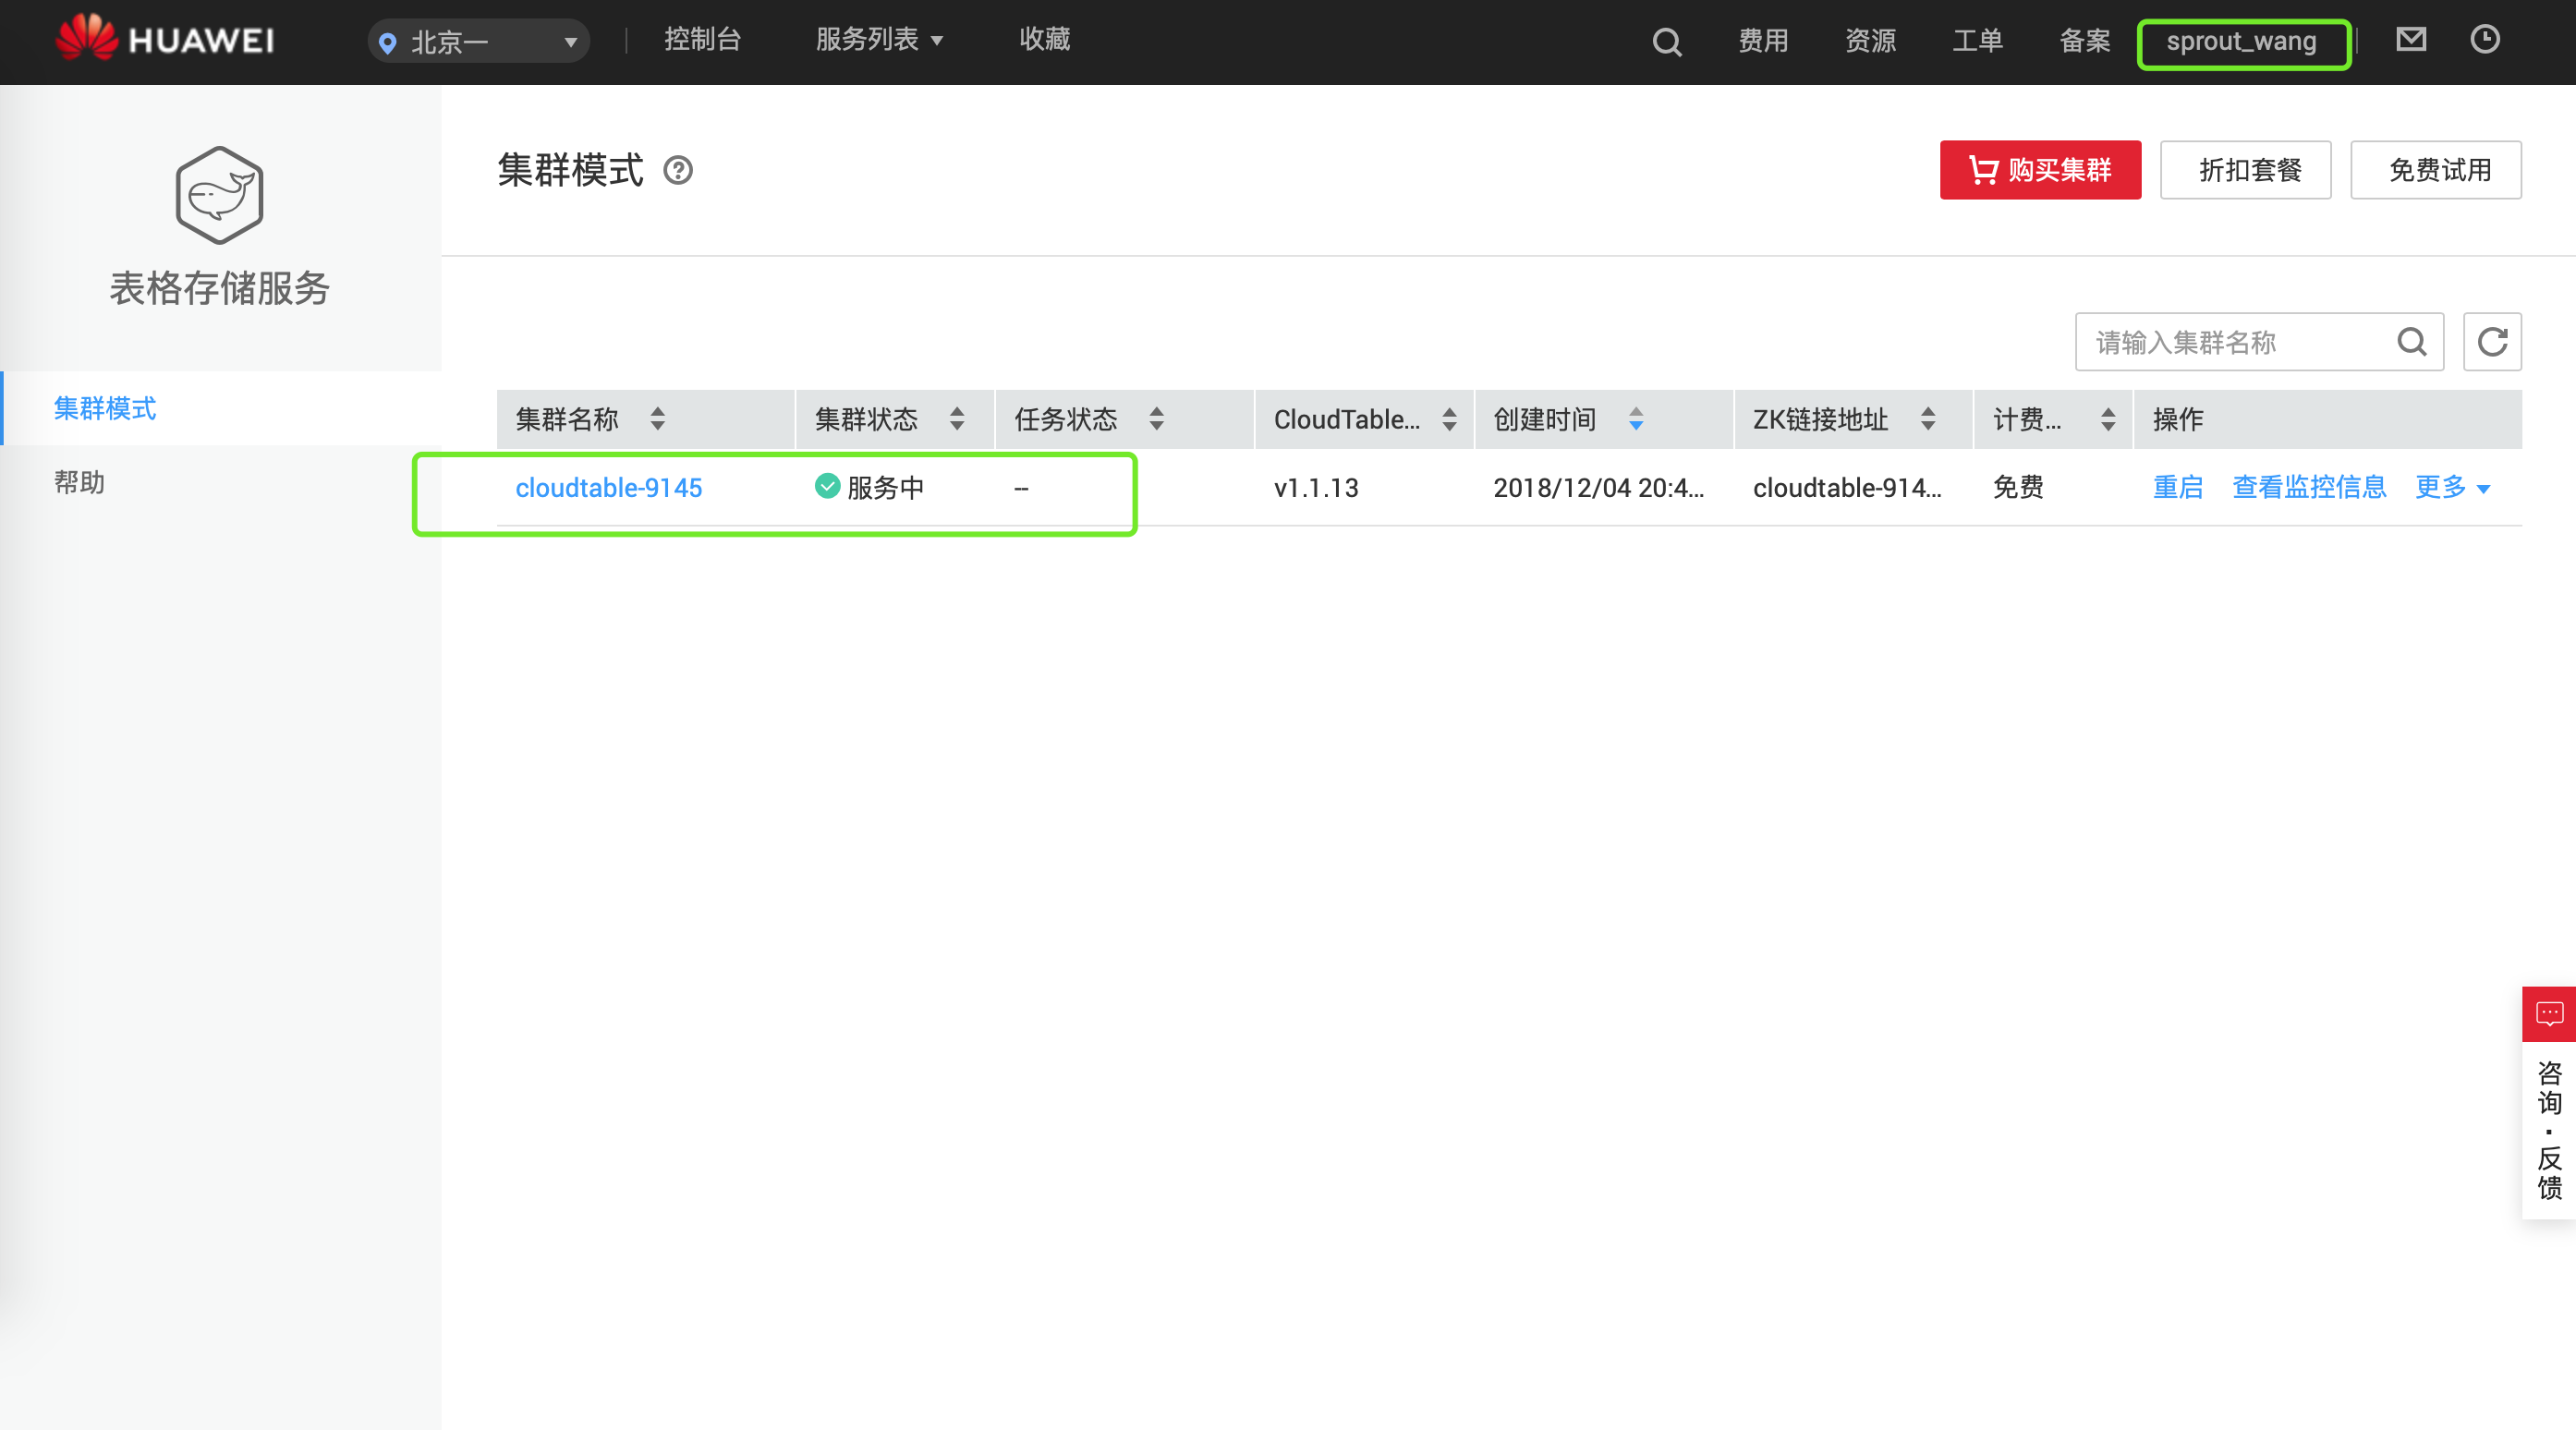 HUAWEI 北京一 控制台 服务列表 收藏 费用 资源 工单 备案 sprout_wang
表格存储服务
集群模式
帮助
集群模式 购买集群 折扣套餐 免费试用
请输入集群名称
集群名称 集群状态 任务状态 CloudTable... 创建时间 ZK链接地址 计费... 操作
cloudtable-9145 服务中 -- v1.1.13 2018/12/04 20:4... cloudtable-914... 免费 重启 查看监控信息 更多
咨询·反馈